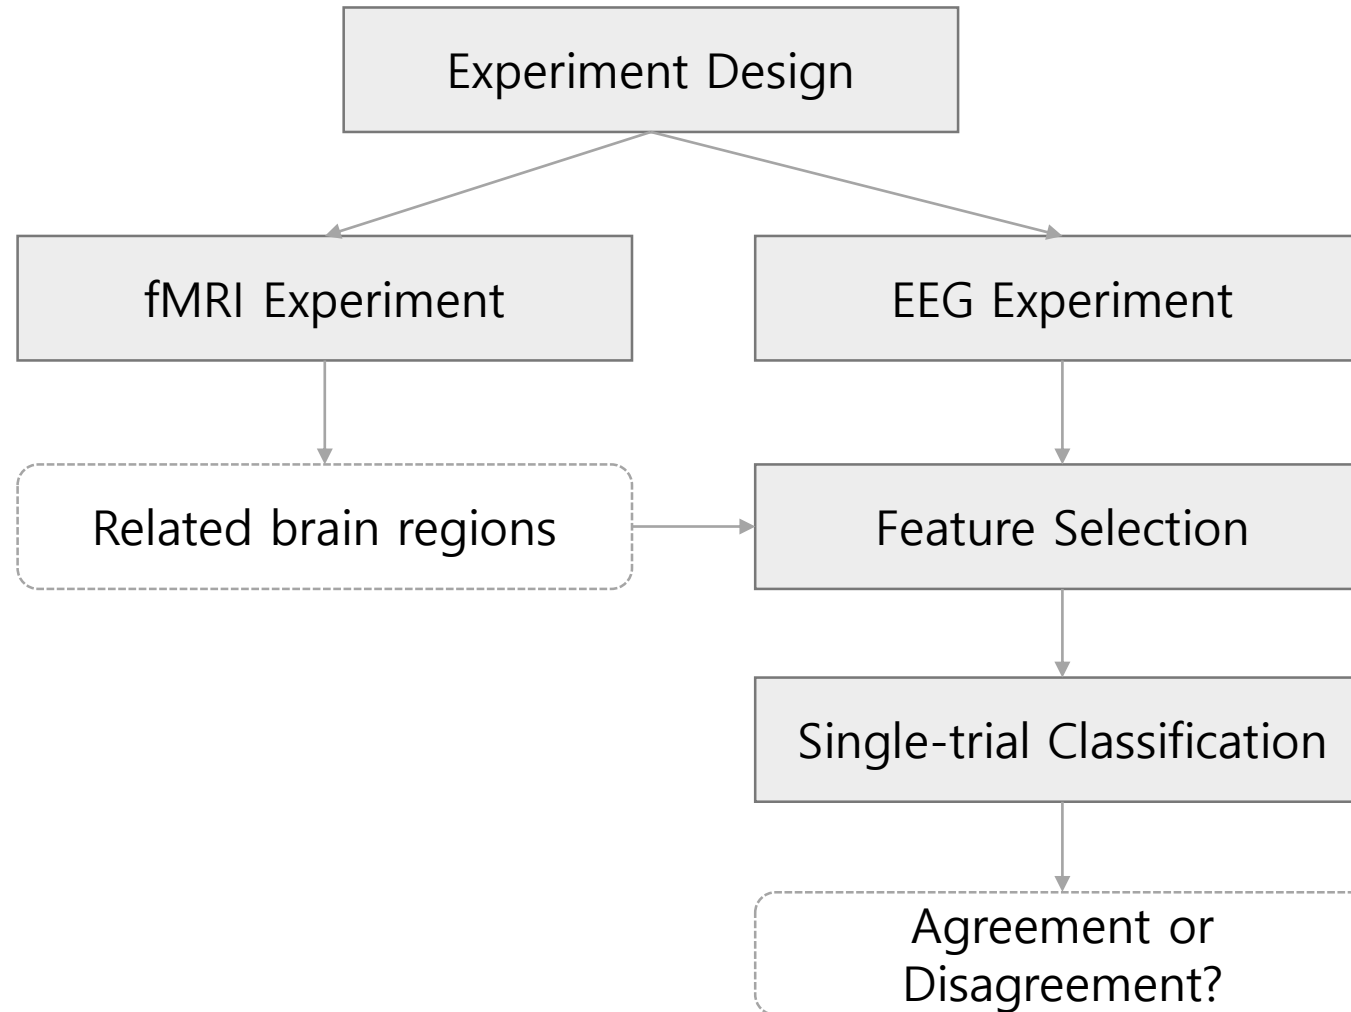 Experiment Design
fMRI Experiment
EEG Experiment
Related brain regions
Feature Selection
Single-trial Classification
Agreement or
Disagreement?